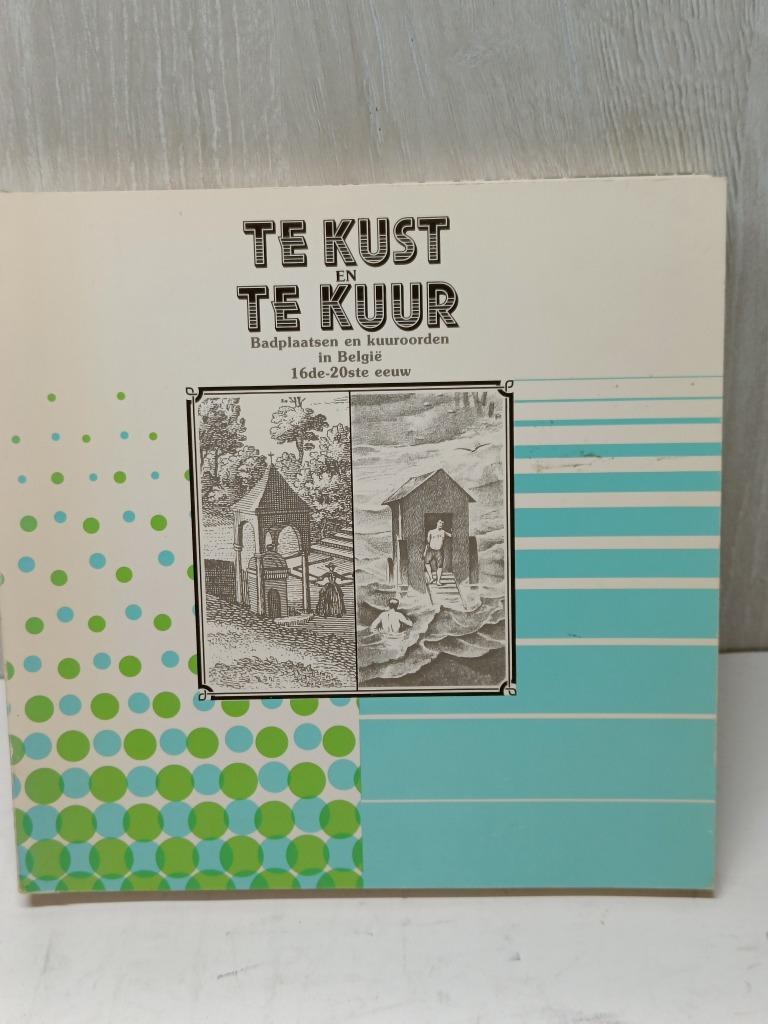 TE KUST
EN
TE KUUR
Badplaatsen en kuuroorden
in België
16de-20ste eeuw